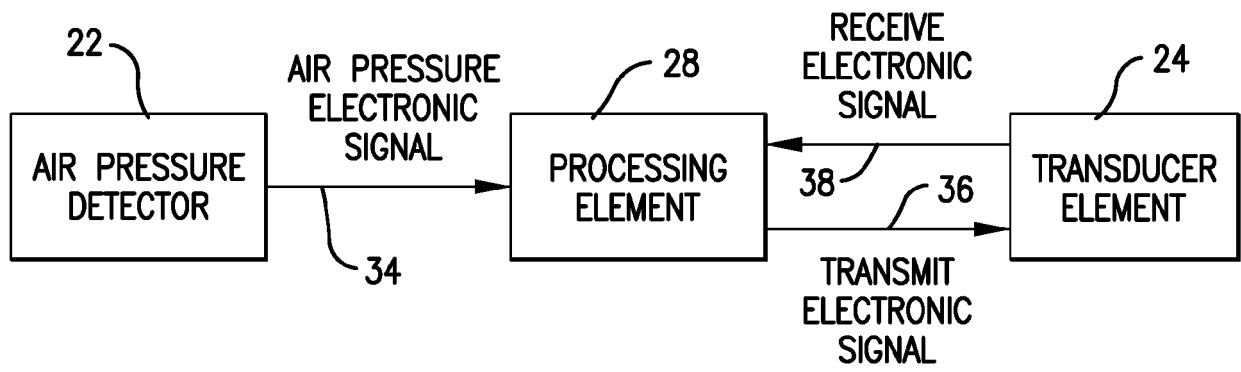 22
AIR PRESSURE
DETECTOR
AIR PRESSURE
ELECTRONIC
SIGNAL
34
28
PROCESSING
ELEMENT
RECEIVE
ELECTRONIC
SIGNAL
38
36
TRANSMIT
ELECTRONIC
SIGNAL
24
TRANSDUCER
ELEMENT